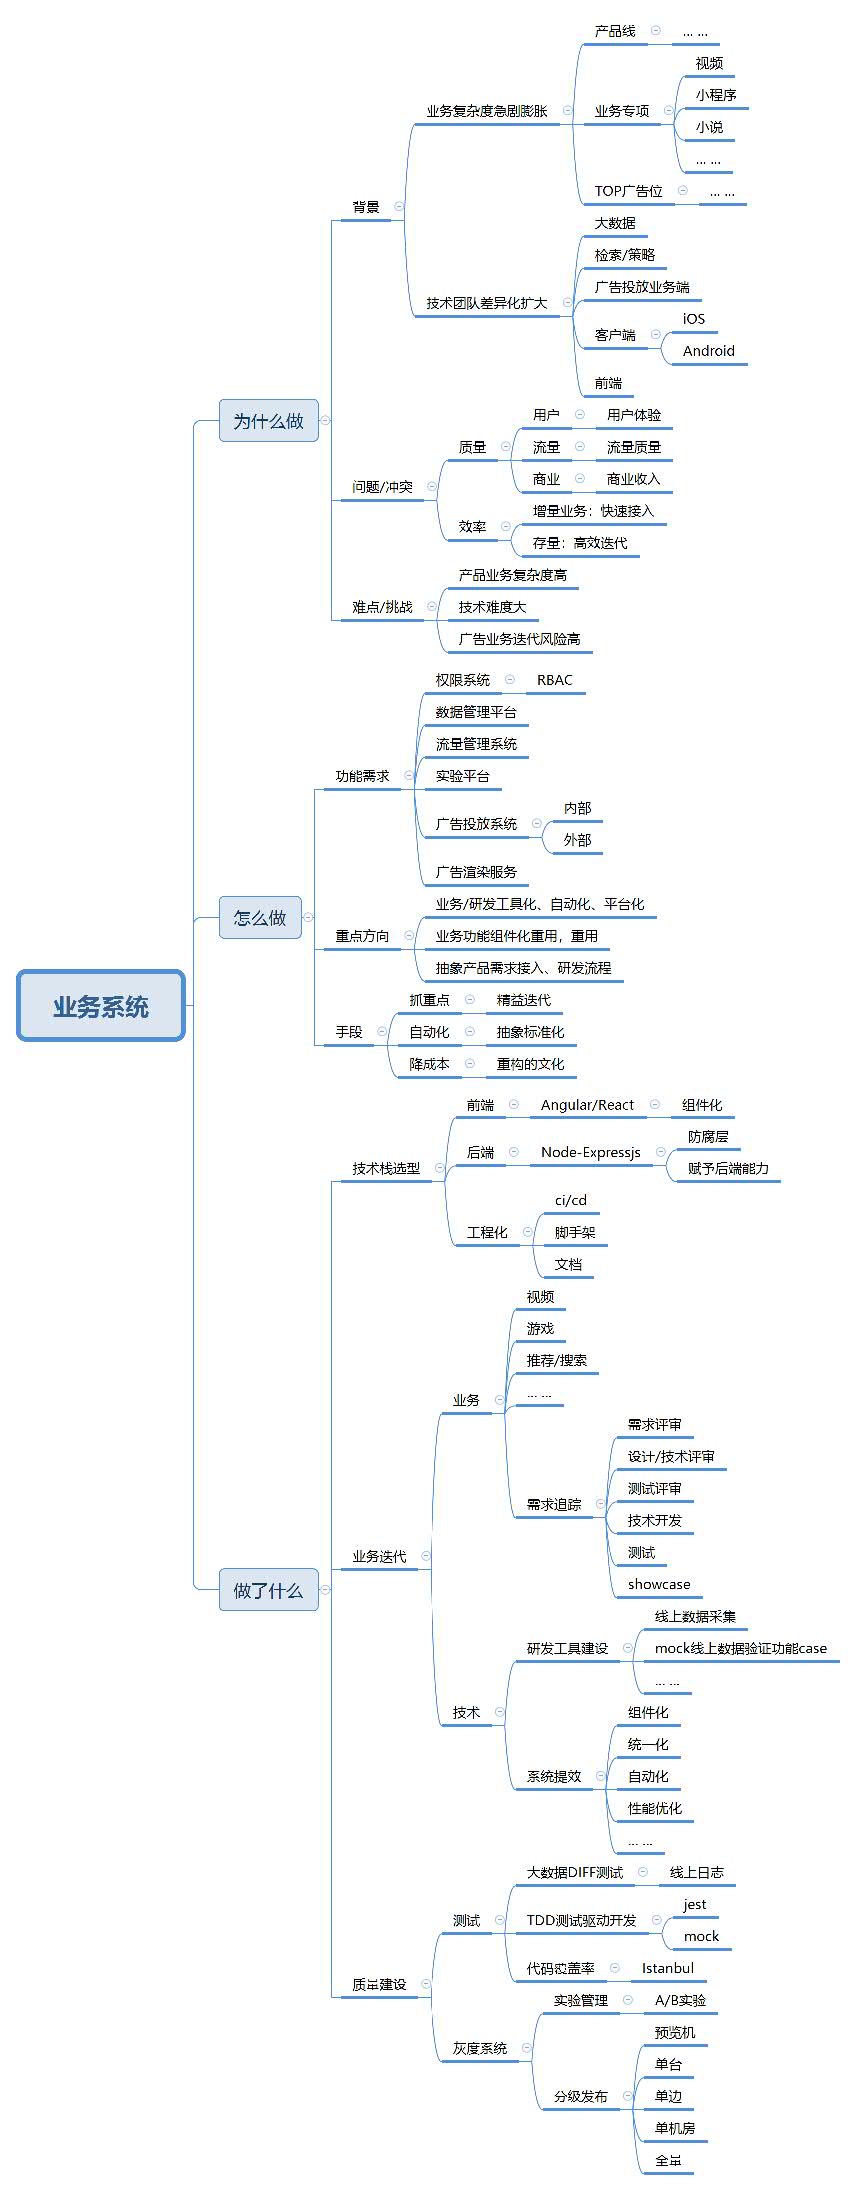 业务系统
为什么做
背景
业务复杂度急剧膨胀
产品线
... ...
业务专项
视频
小程序
小说
... ...
TOP广告位
... ...
技术团队差异化扩大
大数据
检索/策略
广告投放业务端
客户端
iOS
Android
前端
问题/冲突
质量
用户
用户体验
流量
流量质量
商业
商业收入
效率
增量业务：快速接入
存量：高效迭代
难点/挑战
产品业务复杂度高
技术难度大
广告业务迭代风险高
怎么做
功能需求
权限系统
RBAC
数据管理平台
流量管理系统
实验平台
广告投放系统
内部
外部
广告渲染服务
重点方向
业务/研发工具化、自动化、平台化
业务功能组件化重用，重用
抽象产品需求接入、研发流程
手段
抓重点
精益迭代
自动化
抽象标准化
降成本
重构的文化
做了什么
技术栈选型
前端
Angular/React
组件化
后端
Node-Expressjs
防腐层
赋予后端能力
工程化
ci/cd
脚手架
文档
业务迭代
业务
视频
游戏
推荐/搜索
... ...
需求追踪
需求评审
设计/技术评审
测试评审
技术开发
测试
showcase
技术
研发工具建设
线上数据采集
mock线上数据验证功能case
... ...
系统提效
组件化
统一化
自动化
性能优化
... ...
质量建设
测试
大数据DIFF测试
线上日志
TDD测试驱动开发
jest
mock
代码覆盖率
Istanbul
灰度系统
实验管理
A/B实验
分级发布
预览机
单台
单边
单机房
全量